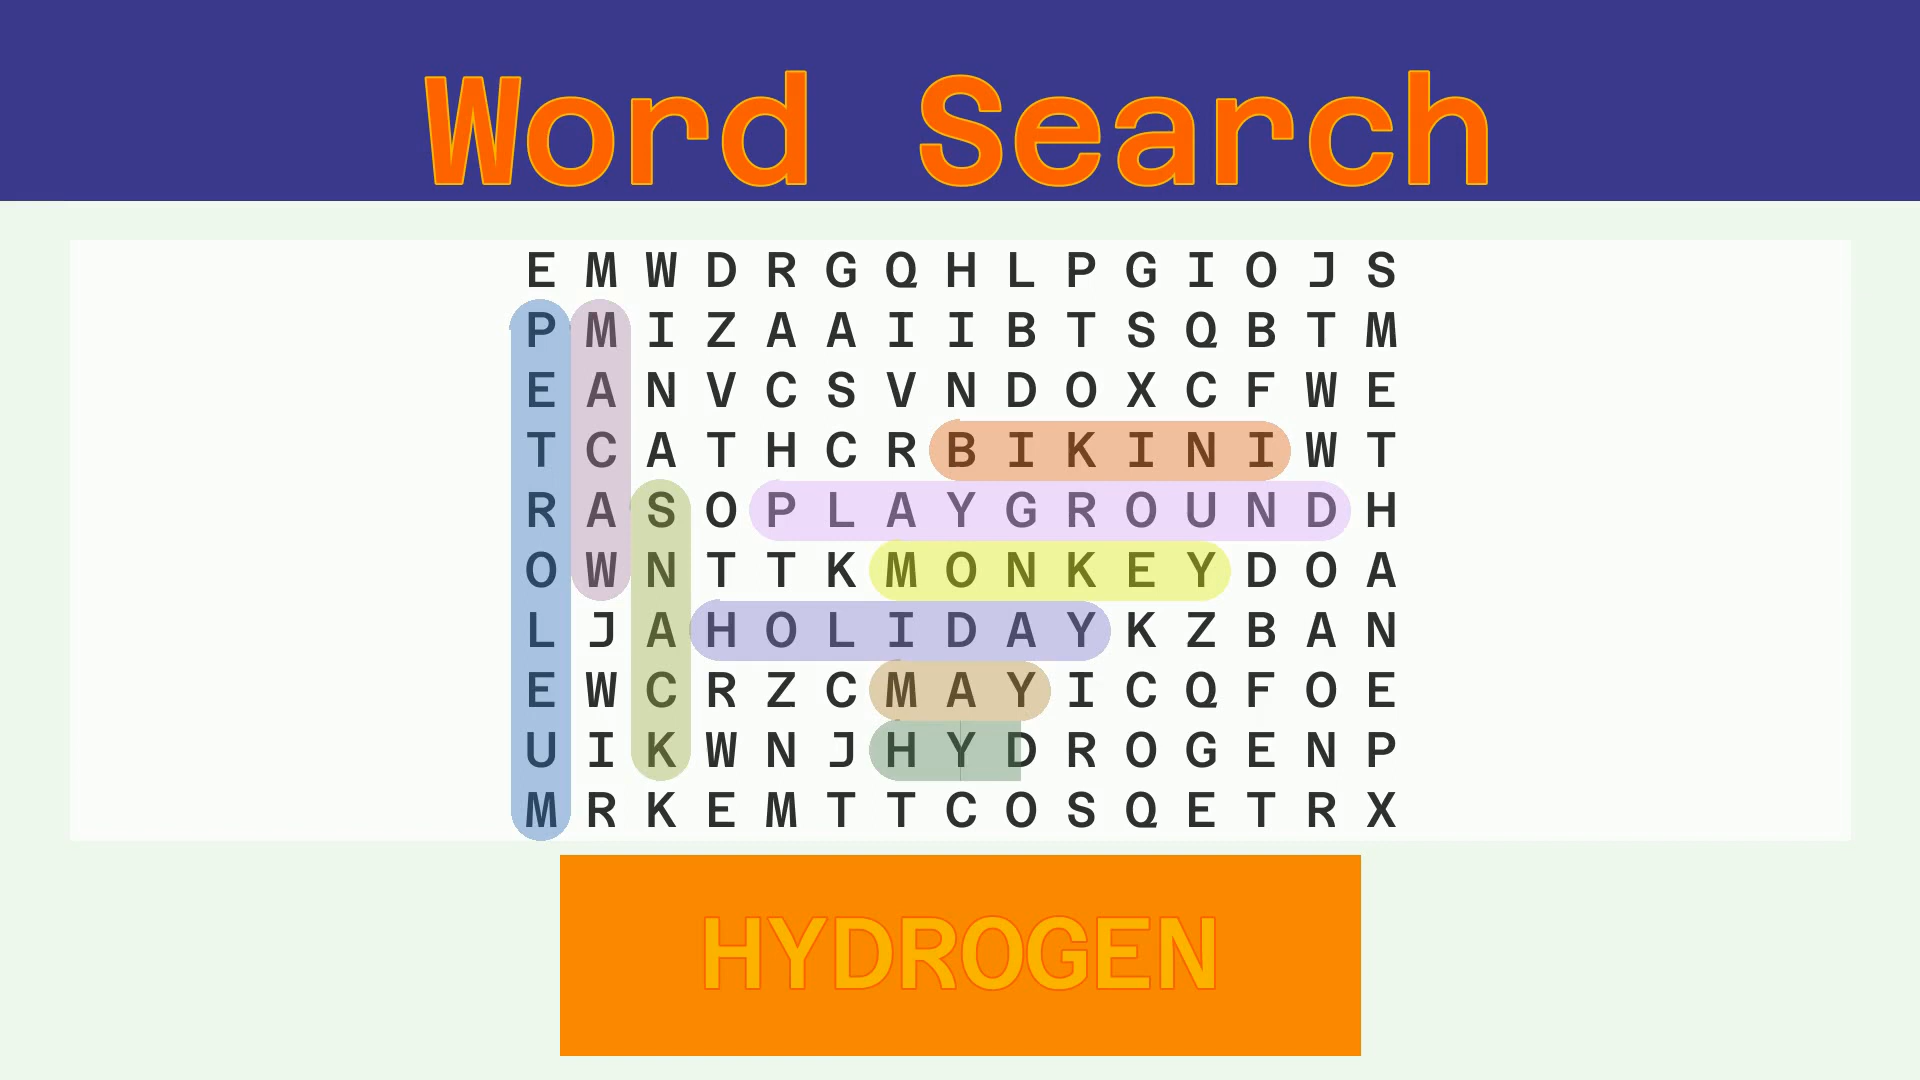 Word Search
E M W D R G Q H L P G I O J S
P M I Z A A I I B T S Q B T M
E A N V C S V N D O X C F W E
T C A T H C R B I K I N I W T
R A S O P L A Y G R O U N D H
O W N T T K M O N K E Y D O A
L J A H O L I D A Y K Z B A N
E W C R Z C M A Y I C Q F O E
U I K W N J H Y D R O G E N P
M R K E M T T C O S Q E T R X
HYDROGEN